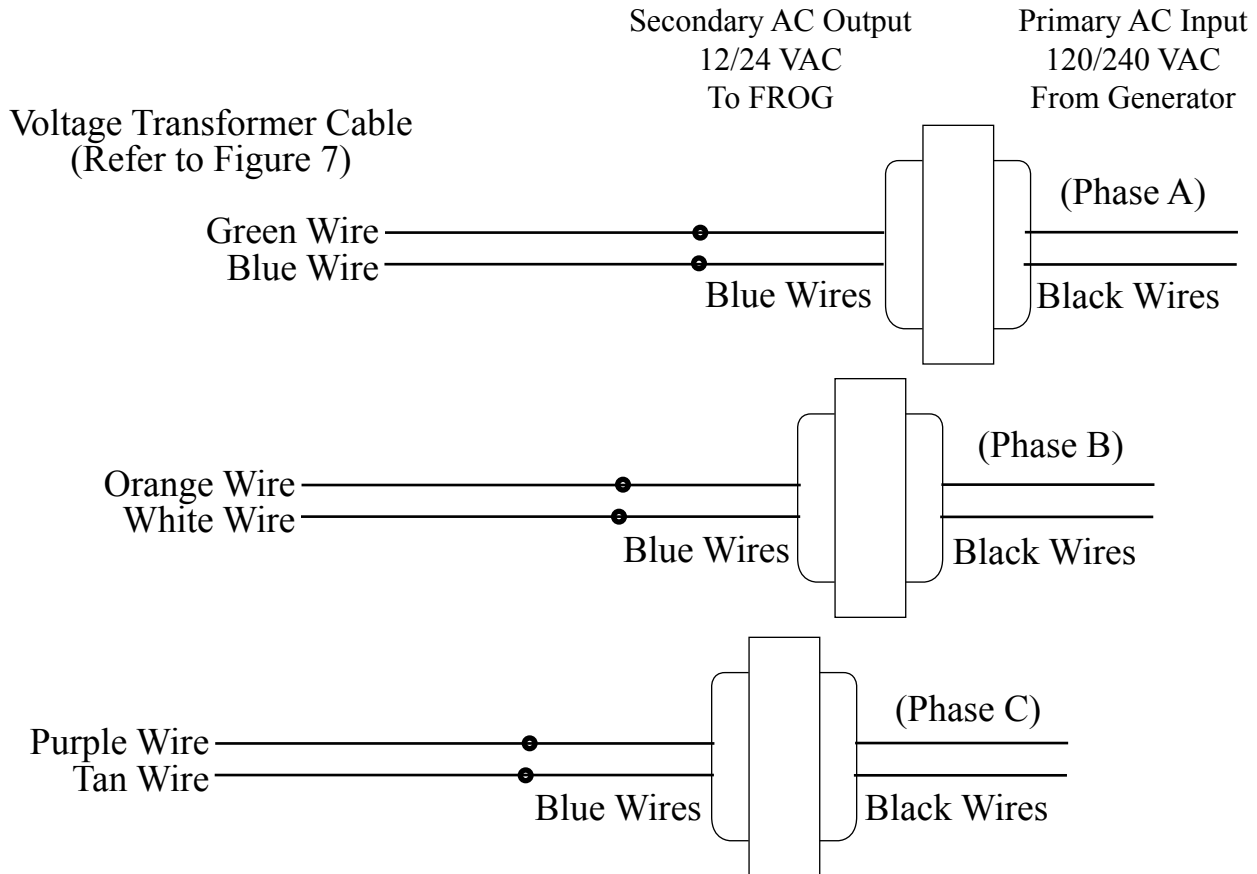 Secondary AC Output
12/24 VAC
To FROG
Primary AC Input
120/240 VAC
From Generator
Voltage Transformer Cable
(Refer to Figure 7)
(Phase A)
Green Wire
Blue Wire
Blue Wires
Black Wires
(Phase B)
Orange Wire
White Wire
Blue Wires
Black Wires
(Phase C)
Purple Wire
Tan Wire
Blue Wires
Black Wires